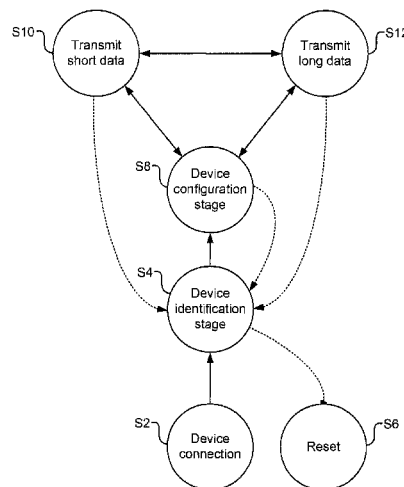 S10
Transmit
short data
Transmit
long data
S12
S8
Device
configuration
stage
S4
Device
identification
stage
S2
Device
connection
Reset
S6